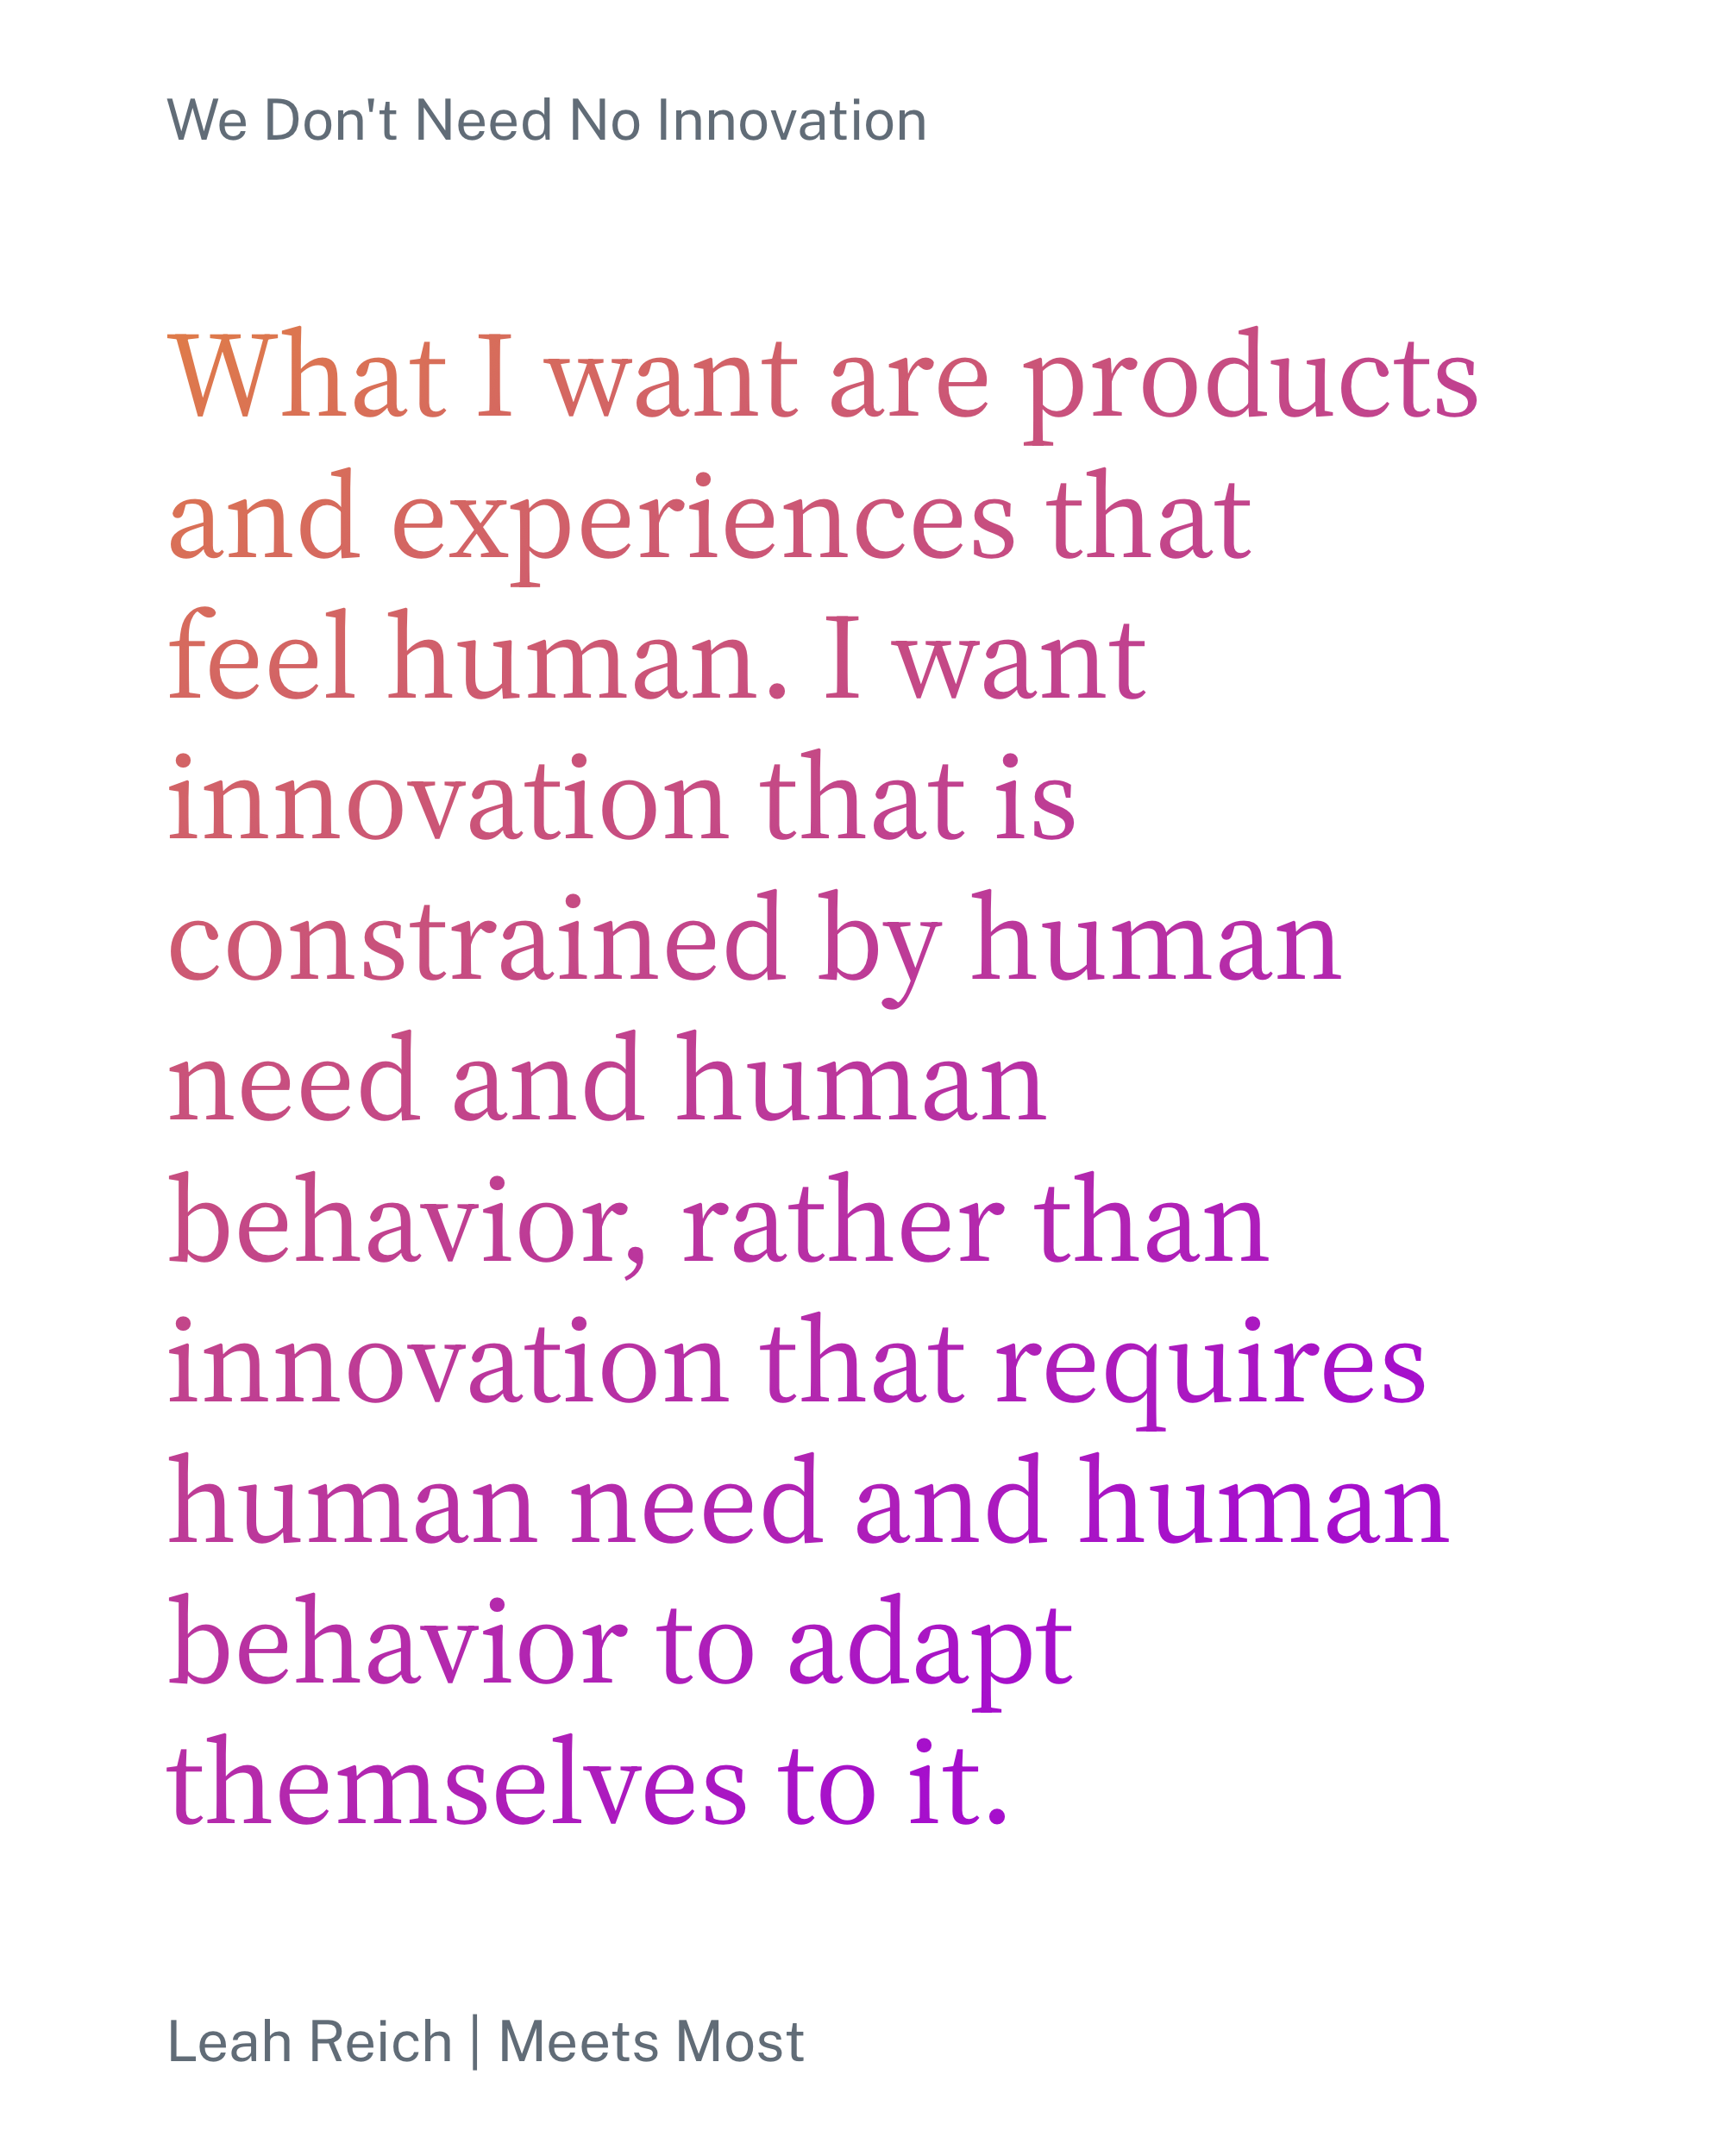 We Don't Need No Innovation
What I want are products
and experiences that
feel human. I want
innovation that is
constrained by human
need and human
behavior, rather than
innovation that requires
human need and human
behavior to adapt
themselves to it.
Leah Reich | Meets Most